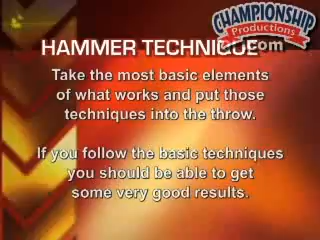 CHAMPIONSHIP
Productions
.com
HAMMER TECHNIQUE
Take the most basic elements
of what works and put those
techniques into the throw.
If you follow the basic techniques
you should be able to get
some very good results.